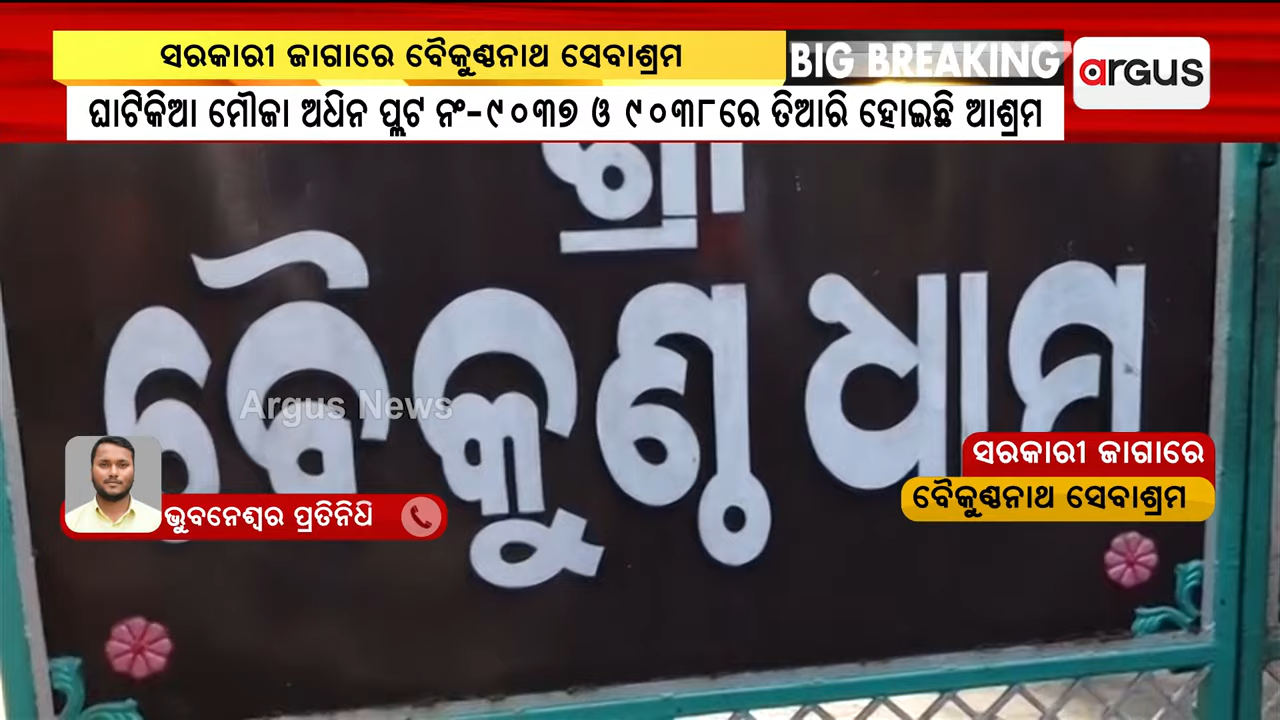 ସରକାରୀ ଜାଗାରେ ବୈକୁଣ୍ଠନାଥ ସେବାଶ୍ରମ
BIG BREAKING
argus
ଘାଟିକିଆ ମୌଜା ଅଧିନ ପ୍ଲଟ ନଂ-୯୦୩୭ ଓ ୯୦୩୮ରେ ତିଆରି ହୋଇଛି ଆଶ୍ରମ
ଶ୍ରୀ
ବୈକୁଣ୍ଠ ଧାମ
Argus News
ସରକାରୀ ଜାଗାରେ
ବୈକୁଣ୍ଠନାଥ ସେବାଶ୍ରମ
ଭୁବନେଶ୍ୱର ପ୍ରତିନିଧି